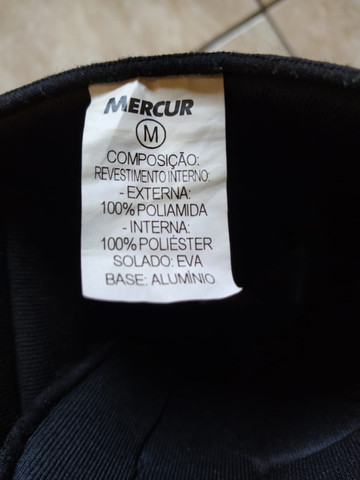 MERCUR
M
COMPOSIÇÃO:
REVESTIMENTO INTERNO:
- EXTERNA:
100% POLIAMIDA
- INTERNA:
100% POLIÉSTER
SOLADO: EVA
BASE: ALUMÍNIO